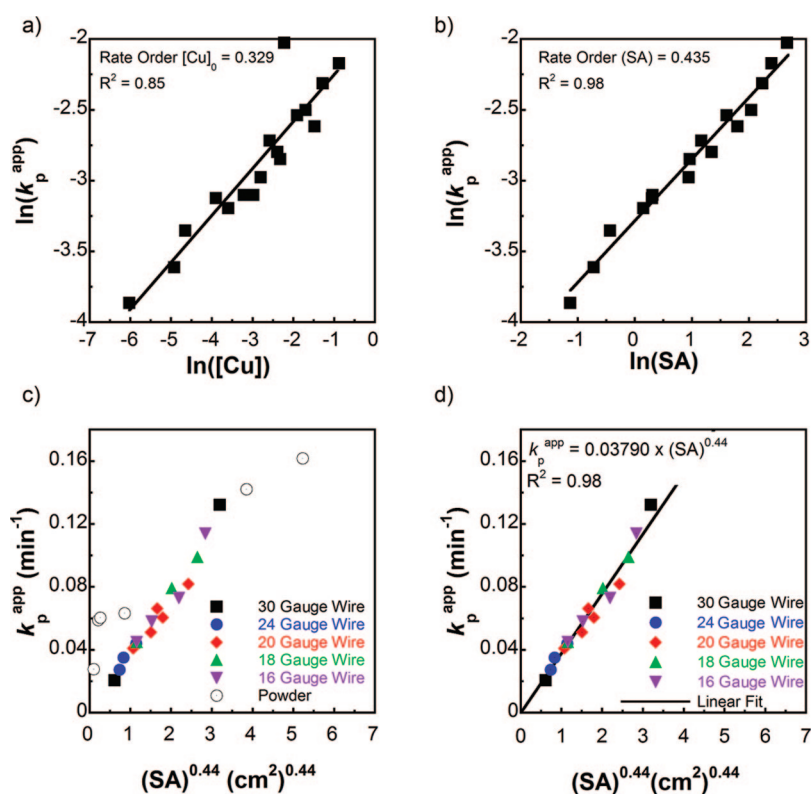 a)
Rate Order [Cu]₀ = 0.329
R² = 0.85
ln(kₚᵃᵖᵖ)
-2
-2.5
-3
-3.5
-4
-7 -6 -5 -4 -3 -2 -1 0
ln([Cu])
b)
Rate Order (SA) = 0.435
R² = 0.98
ln(kₚᵃᵖᵖ)
-2
-2.5
-3
-3.5
-4
-2 -1 0 1 2 3
ln(SA)
c)
kₚᵃᵖᵖ (min⁻¹)
0.16
0.12
0.08
0.04
0
30 Gauge Wire
24 Gauge Wire
20 Gauge Wire
18 Gauge Wire
16 Gauge Wire
Powder
0 1 2 3 4 5 6 7
(SA)⁰·⁴⁴ (cm²)⁰·⁴⁴
d)
kₚᵃᵖᵖ = 0.03790 x (SA)⁰·⁴⁴
R² = 0.98
kₚᵃᵖᵖ (min⁻¹)
0.16
0.12
0.08
0.04
0
30 Gauge Wire
24 Gauge Wire
20 Gauge Wire
18 Gauge Wire
16 Gauge Wire
Linear Fit
0 1 2 3 4 5 6 7
(SA)⁰·⁴⁴(cm²)⁰·⁴⁴